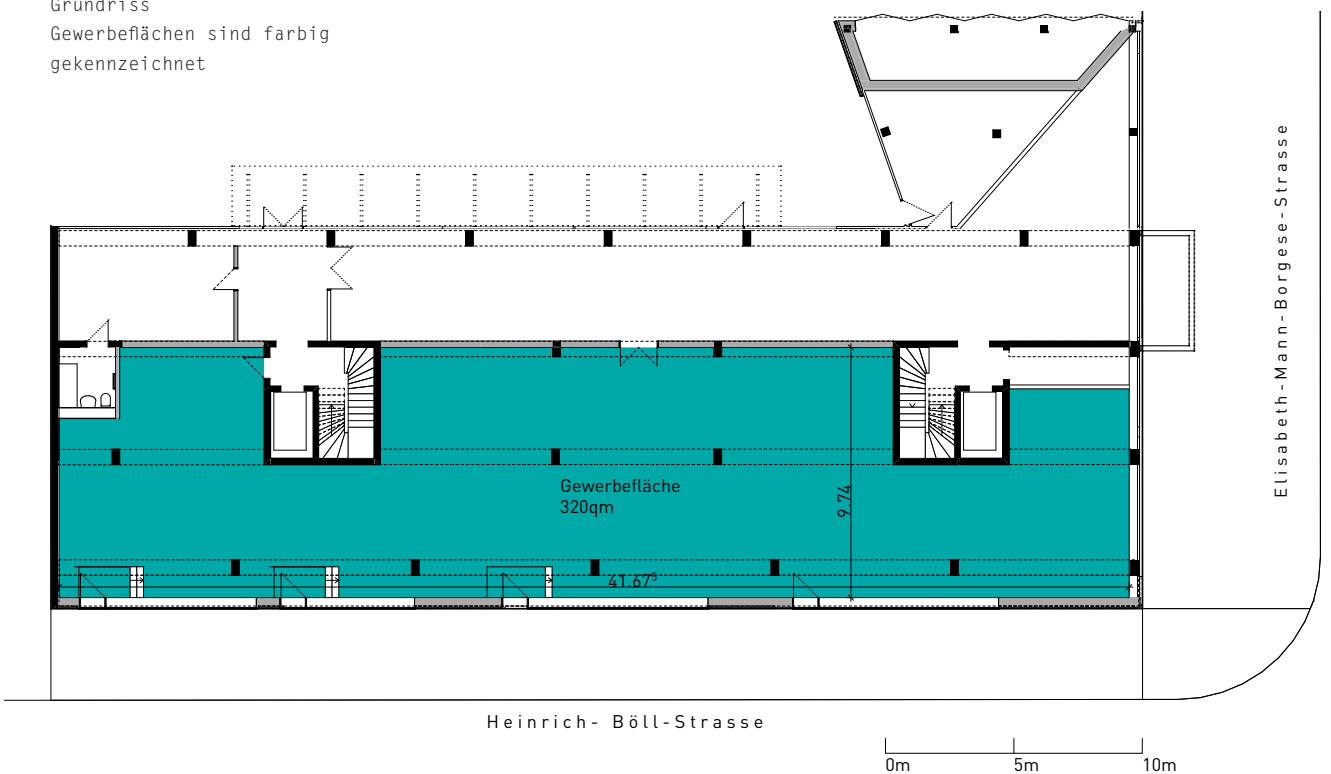 Grundriss
Gewerbeflächen sind farbig
gekennzeichnet
Elisabeth-Mann-Borgese-Strasse
Gewerbefläche
320qm
9.74
41.67⁵
Heinrich- Böll-Strasse
0m 5m 10m